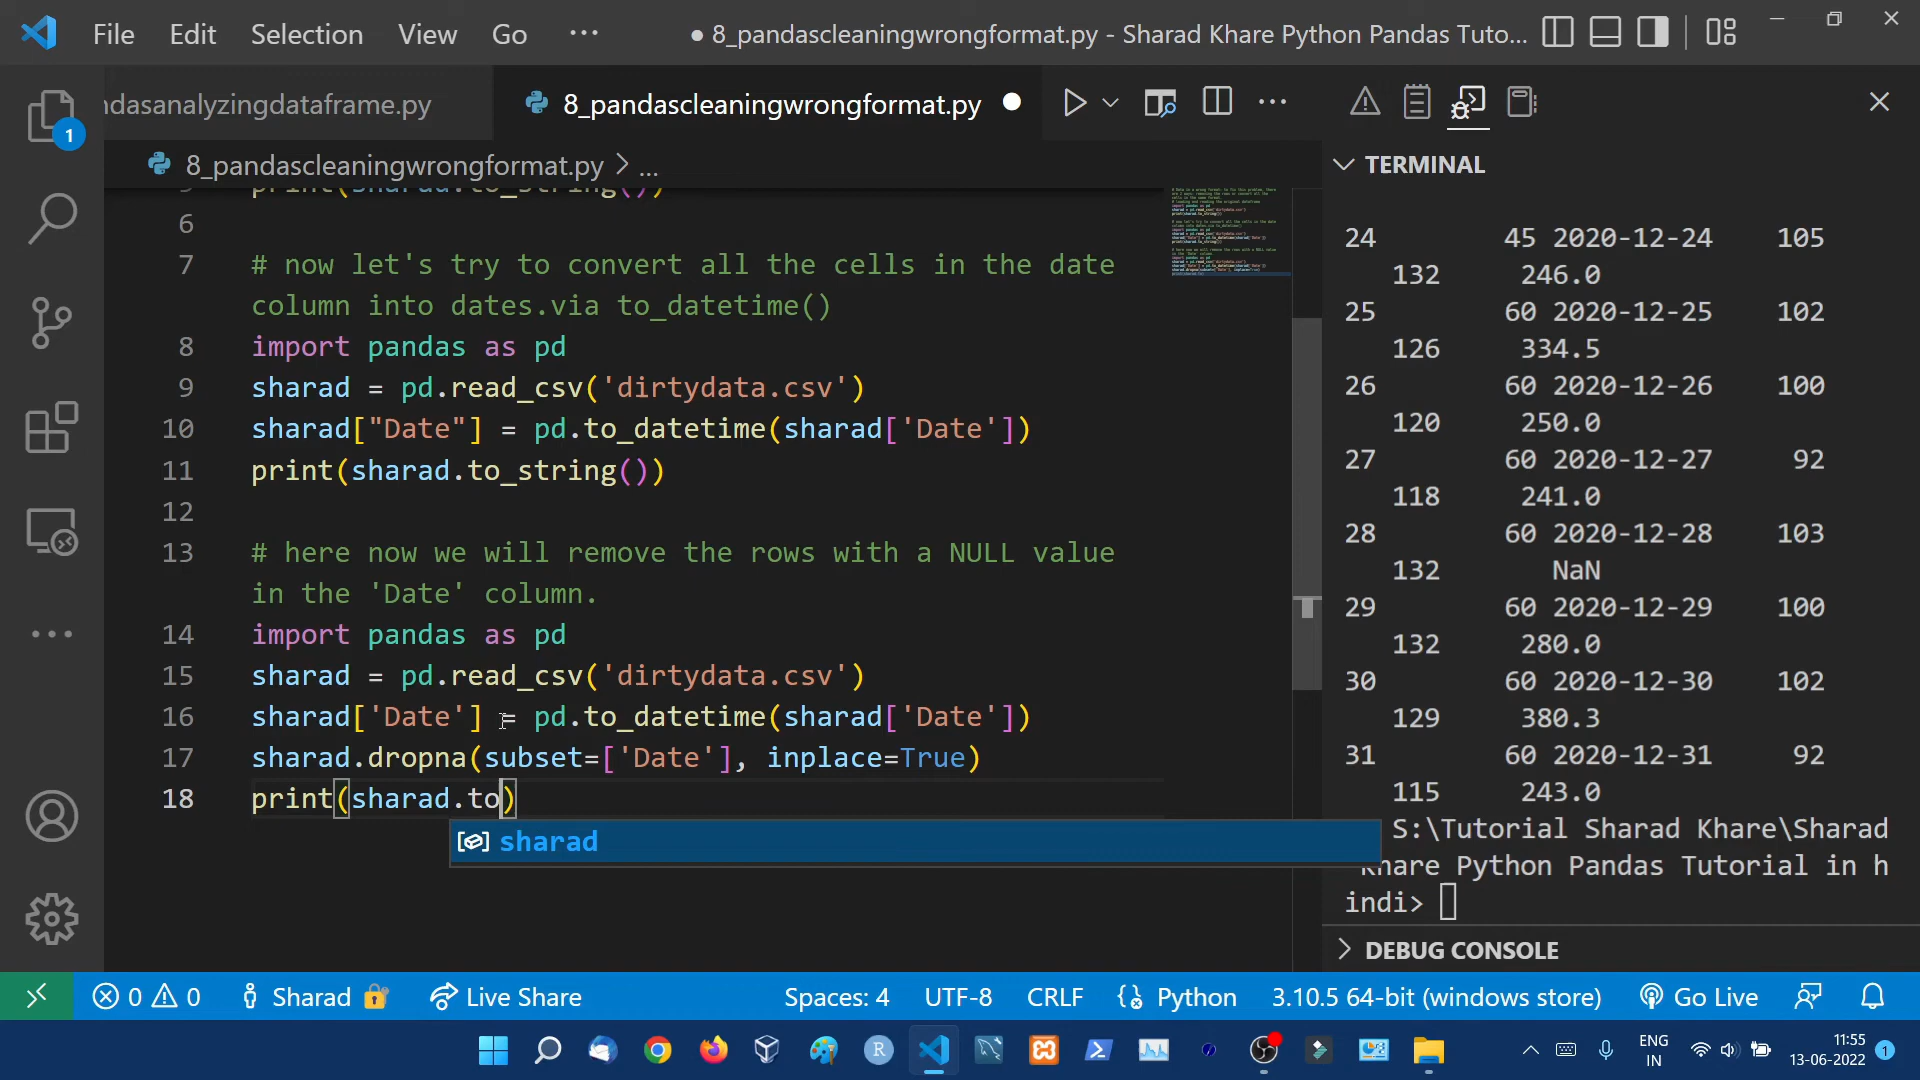 File Edit Selection View Go ...
● 8_pandascleaningwrongformat.py - Sharad Khare Python Pandas Tuto...
ndasanalyzingdataframe.py
8_pandascleaningwrongformat.py ●
8_pandascleaningwrongformat.py > ...
TERMINAL
print(sharad.to_string())
6
7 # now let's try to convert all the cells in the date
column into dates.via to_datetime()
8 import pandas as pd
9 sharad = pd.read_csv('dirtydata.csv')
10 sharad["Date"] = pd.to_datetime(sharad['Date'])
11 print(sharad.to_string())
12
13 # here now we will remove the rows with a NULL value
in the 'Date' column.
14 import pandas as pd
15 sharad = pd.read_csv('dirtydata.csv')
16 sharad['Date'] = pd.to_datetime(sharad['Date'])
17 sharad.dropna(subset=['Date'], inplace=True)
18 print(sharad.to)
sharad
24 45 2020-12-24 105
132 246.0
25 60 2020-12-25 102
126 334.5
26 60 2020-12-26 100
120 250.0
27 60 2020-12-27 92
118 241.0
28 60 2020-12-28 103
132 NaN
29 60 2020-12-29 100
132 280.0
30 60 2020-12-30 102
129 380.3
31 60 2020-12-31 92
115 243.0
S:\Tutorial Sharad Khare\Sharad
Khare Python Pandas Tutorial in h
indi>
DEBUG CONSOLE
1
0 0 Sharad Live Share Spaces: 4 UTF-8 CRLF Python 3.10.5 64-bit (windows store) Go Live
R
ENG
IN
11:55
13-06-2022
1